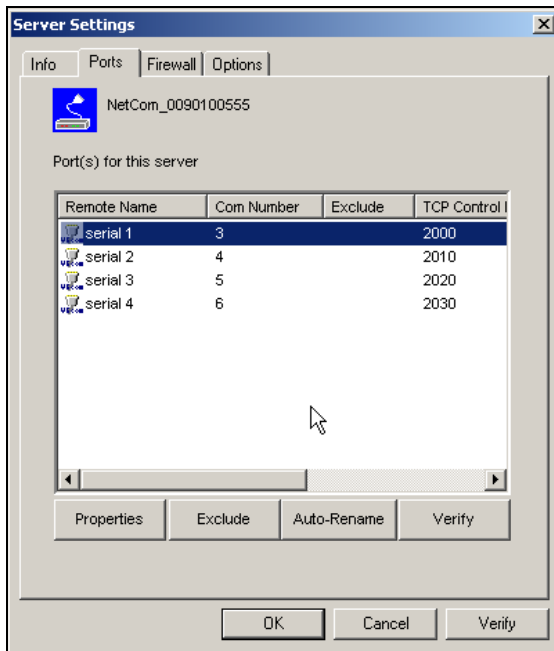 Server Settings
Info Ports Firewall Options
NetCom_0090100555
Port(s) for this server
Remote Name Com Number Exclude TCP Control
serial 1 3 2000
serial 2 4 2010
serial 3 5 2020
serial 4 6 2030
Properties Exclude Auto-Rename Verify
OK Cancel Verify